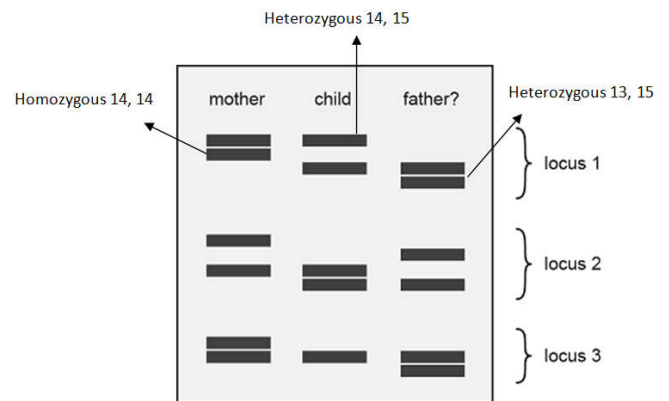 Heterozygous 14, 15
Homozygous 14, 14
mother child father?
Heterozygous 13, 15
locus 1
locus 2
locus 3